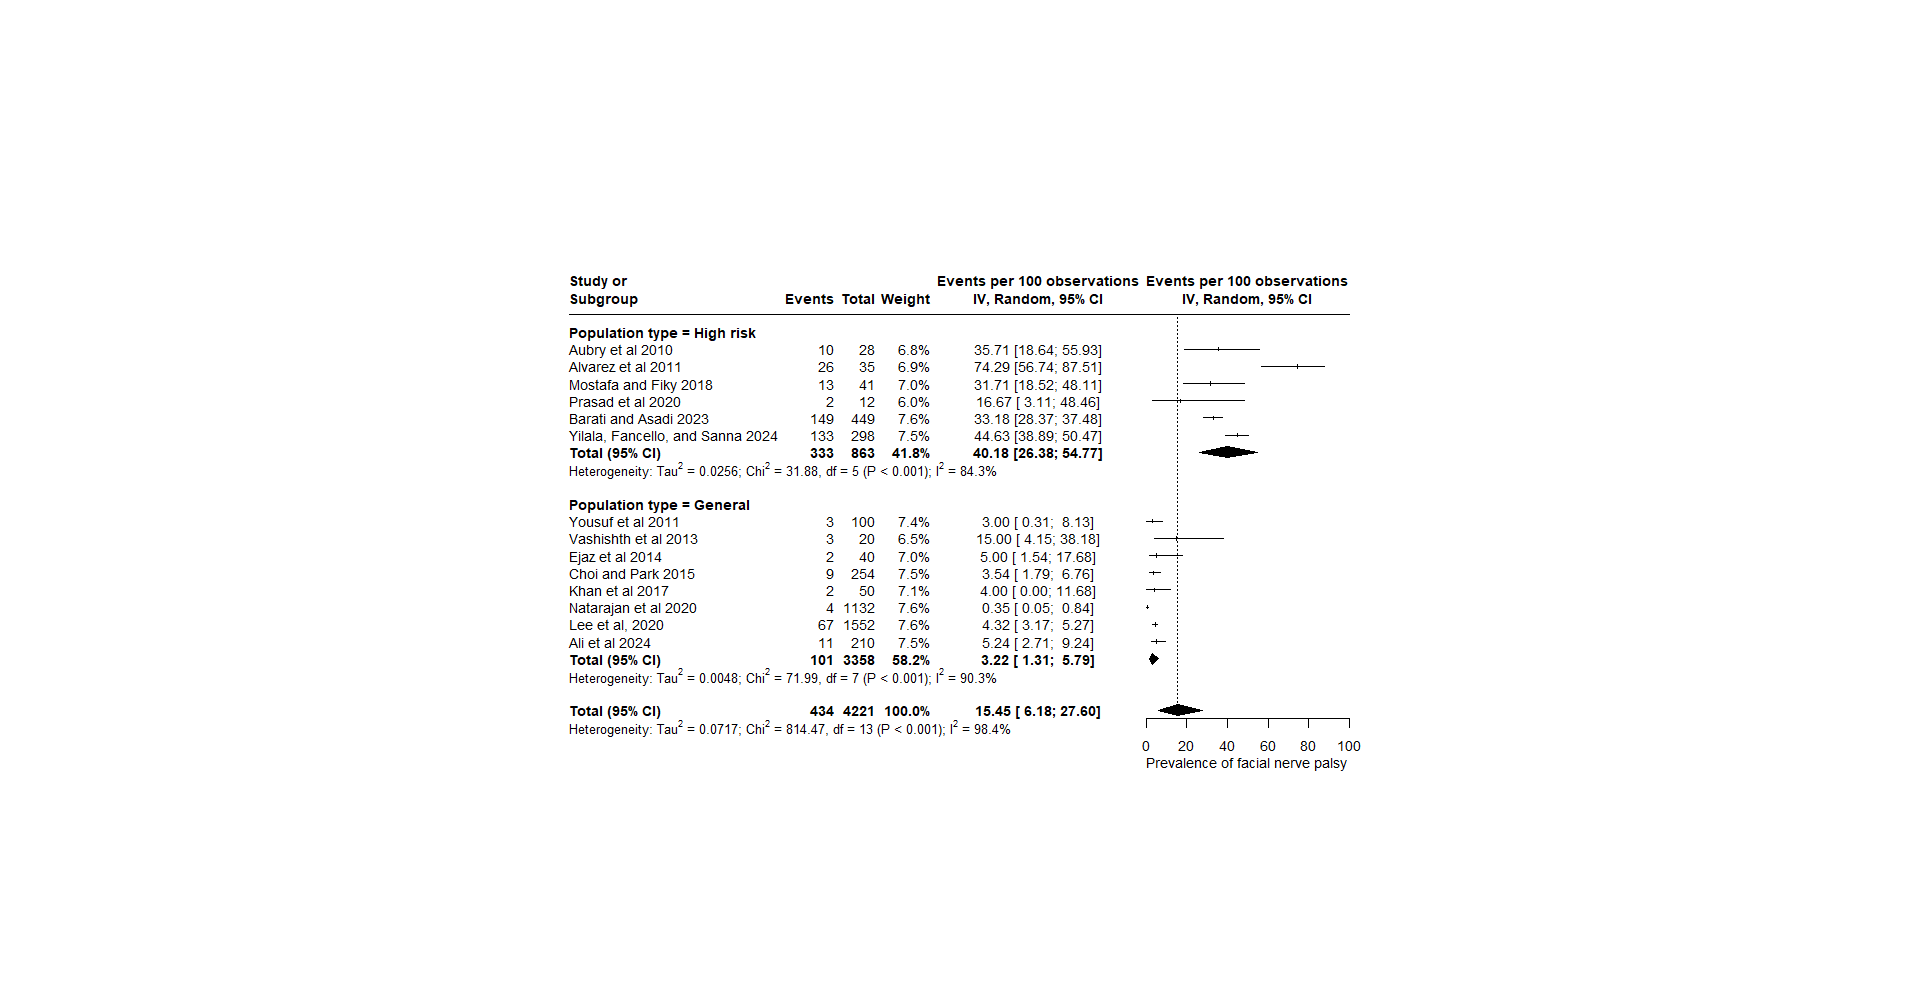 Study or Events per 100 observations Events per 100 observations
Subgroup Events Total Weight IV, Random, 95% CI IV, Random, 95% CI
Population type = High risk
Aubry et al 2010 10 28 6.8% 35.71 [18.64; 55.93]
Alvarez et al 2011 26 35 6.9% 74.29 [56.74; 87.51]
Mostafa and Fiky 2018 13 41 7.0% 31.71 [18.52; 48.11]
Prasad et al 2020 2 12 6.0% 16.67 [ 3.11; 48.46]
Barati and Asadi 2023 149 449 7.6% 33.18 [28.37; 37.48]
Yilala, Fancello, and Sanna 2024 133 298 7.5% 44.63 [38.89; 50.47]
Total (95% CI) 333 863 41.8% 40.18 [26.38; 54.77]
Heterogeneity: Tau² = 0.0256; Chi² = 31.88, df = 5 (P < 0.001); I² = 84.3%
Population type = General
Yousuf et al 2011 3 100 7.4% 3.00 [ 0.31; 8.13]
Vashishth et al 2013 3 20 6.5% 15.00 [ 4.15; 38.18]
Ejaz et al 2014 2 40 7.0% 5.00 [ 1.54; 17.68]
Choi and Park 2015 9 254 7.5% 3.54 [ 1.79; 6.76]
Khan et al 2017 2 50 7.1% 4.00 [ 0.00; 11.68]
Natarajan et al 2020 4 1132 7.6% 0.35 [ 0.05; 0.84]
Lee et al, 2020 67 1552 7.6% 4.32 [ 3.17; 5.27]
Ali et al 2024 11 210 7.5% 5.24 [ 2.71; 9.24]
Total (95% CI) 101 3358 58.2% 3.22 [ 1.31; 5.79]
Heterogeneity: Tau² = 0.0048; Chi² = 71.99, df = 7 (P < 0.001); I² = 90.3%
Total (95% CI) 434 4221 100.0% 15.45 [ 6.18; 27.60]
Heterogeneity: Tau² = 0.0717; Chi² = 814.47, df = 13 (P < 0.001); I² = 98.4%
0 20 40 60 80 100
Prevalence of facial nerve palsy